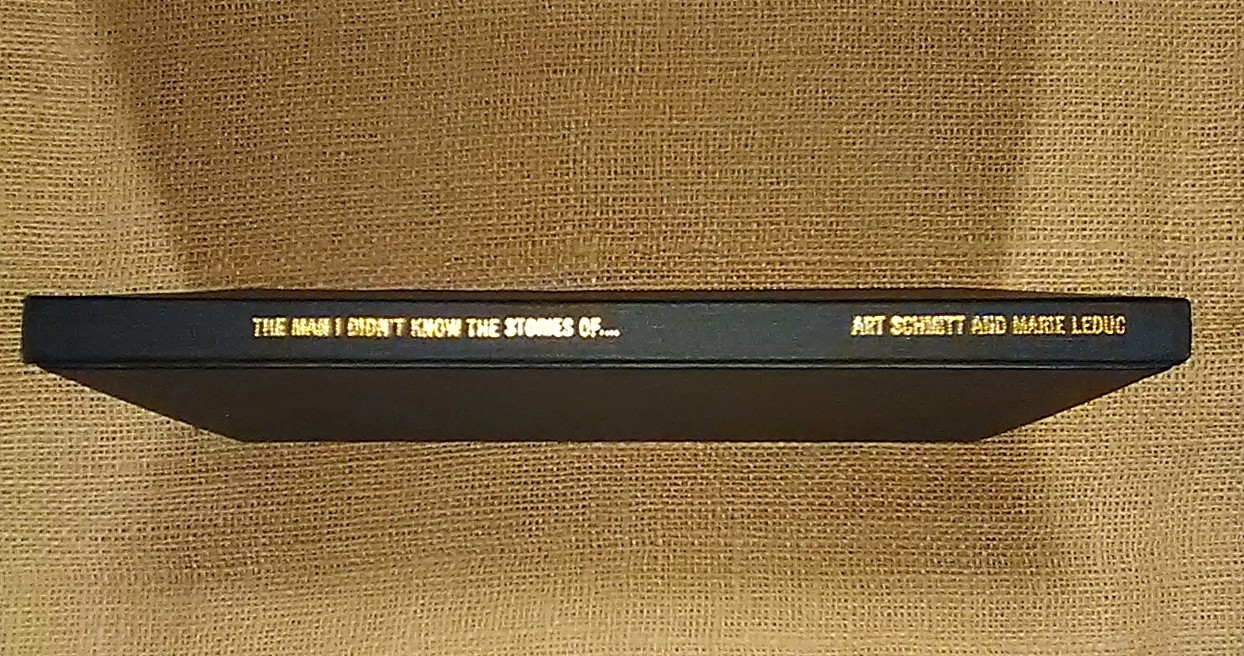 THE MAN I DIDN'T KNOW THE STORIES OF.... ART SCHMITT AND MARIE LEDUC